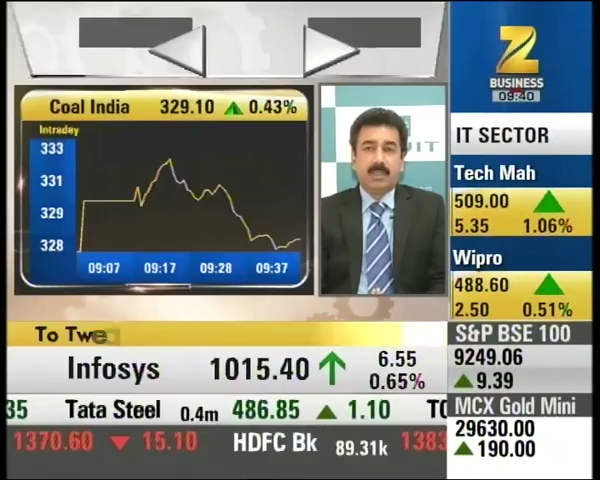 Coal India 329.10 0.43%
Intraday
333
331
329
328
09:07 09:17 09:28 09:37
UIT
Z
BUSINESS
09:40
IT SECTOR
Tech Mah
509.00
5.35 1.06%
Wipro
488.60
2.50 0.51%
S&P BSE 100
9249.06
9.39
MCX Gold Mini
29630.00
190.00
To Twe
Infosys 1015.40 6.55
0.65%
35 Tata Steel 0.4m 486.85 1.10 TO
1370.60 15.10 HDFC Bk 89.31k 1383